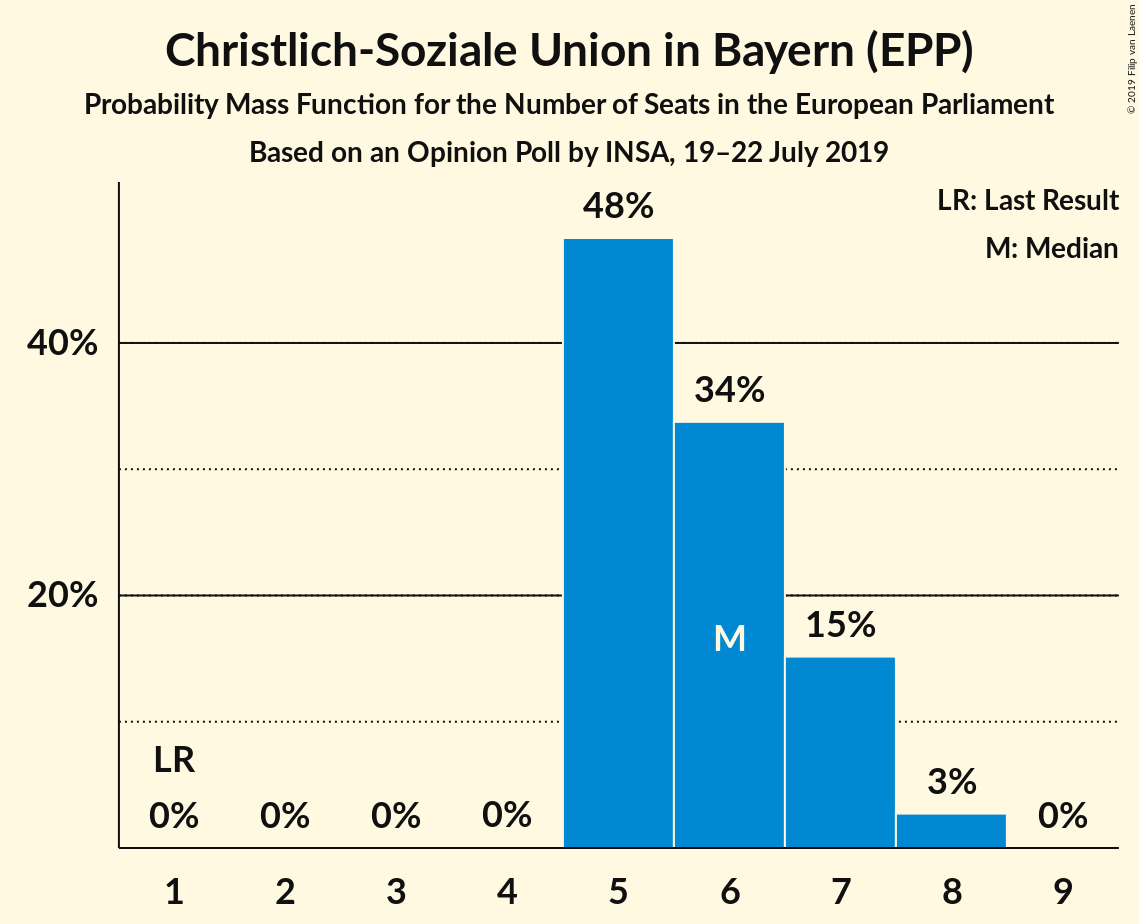 Christlich-Soziale Union in Bayern (EPP)
Probability Mass Function for the Number of Seats in the European Parliament
Based on an Opinion Poll by INSA, 19–22 July 2019
© 2019 Filip van Laenen
LR: Last Result
M: Median
48%
40%
34%
20%
15%
M
LR
3%
0%
0%
0%
0%
0%
1 2 3 4 5 6 7 8 9